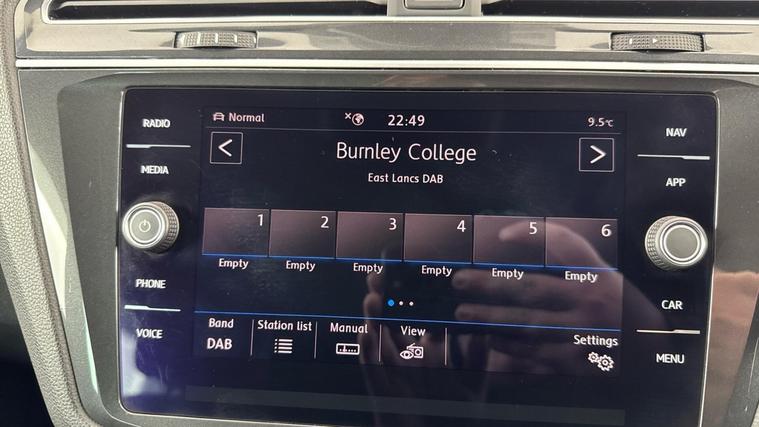 RADIO
MEDIA
PHONE
VOICE
Normal 22:49 9.5°C
Burnley College
East Lancs DAB
1 2 3 4 5 6
Empty Empty Empty Empty Empty Empty
Band Station list Manual View Settings
DAB
NAV
APP
CAR
MENU